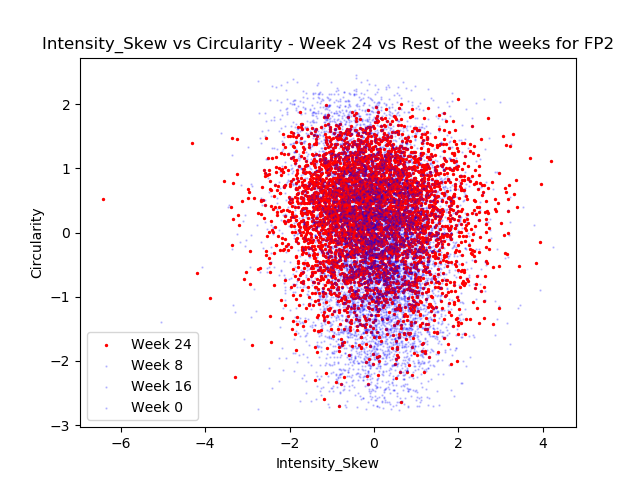 Intensity_Skew vs Circularity - Week 24 vs Rest of the weeks for FP2
Circularity
2
1
0
−1
−2
−3
Week 24
Week 8
Week 16
Week 0
−6 −4 −2 0 2 4
Intensity_Skew